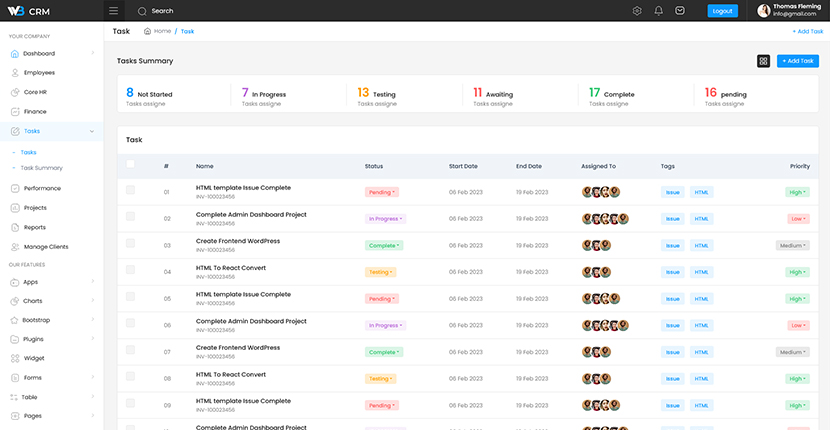 W3 CRM
Search
Logout
Thomas Fleming
info@gmail.com
YOUR COMPANY
Dashboard
Employees
Core HR
Finance
Tasks
Tasks
Task Summary
Performance
Projects
Reports
Manage Clients
OUR FEATURES
Apps
Charts
Bootstrap
Plugins
Widget
Forms
Table
Pages
Task Home / Task + Add Task
Tasks Summary + Add Task
8 Not Started 7 In Progress 13 Testing 11 Awaiting 17 Complete 16 pending
Tasks assigne Tasks assigne Tasks assigne Tasks assigne Tasks assigne Tasks assigne
Task
# Name Status Start Date End Date Assigned To Tags Priority
01 HTML template Issue Complete Pending 06 Feb 2023 19 Feb 2023 Issue HTML High
INV-100023456
02 Complete Admin Dashboard Project In Progress 06 Feb 2023 19 Feb 2023 Issue HTML Low
INV-100023456
03 Create Frontend WordPress Complete 06 Feb 2023 19 Feb 2023 Issue HTML Medium
INV-100023456
04 HTML To React Convert Testing 06 Feb 2023 19 Feb 2023 Issue HTML High
INV-100023456
05 HTML template Issue Complete Pending 06 Feb 2023 19 Feb 2023 Issue HTML High
INV-100023456
06 Complete Admin Dashboard Project In Progress 06 Feb 2023 19 Feb 2023 Issue HTML Low
INV-100023456
07 Create Frontend WordPress Complete 06 Feb 2023 19 Feb 2023 Issue HTML Medium
INV-100023456
08 HTML To React Convert Testing 06 Feb 2023 19 Feb 2023 Issue HTML High
INV-100023456
09 HTML template Issue Complete Pending 06 Feb 2023 19 Feb 2023 Issue HTML High
INV-100023456
Complete Admin Dashboard Project